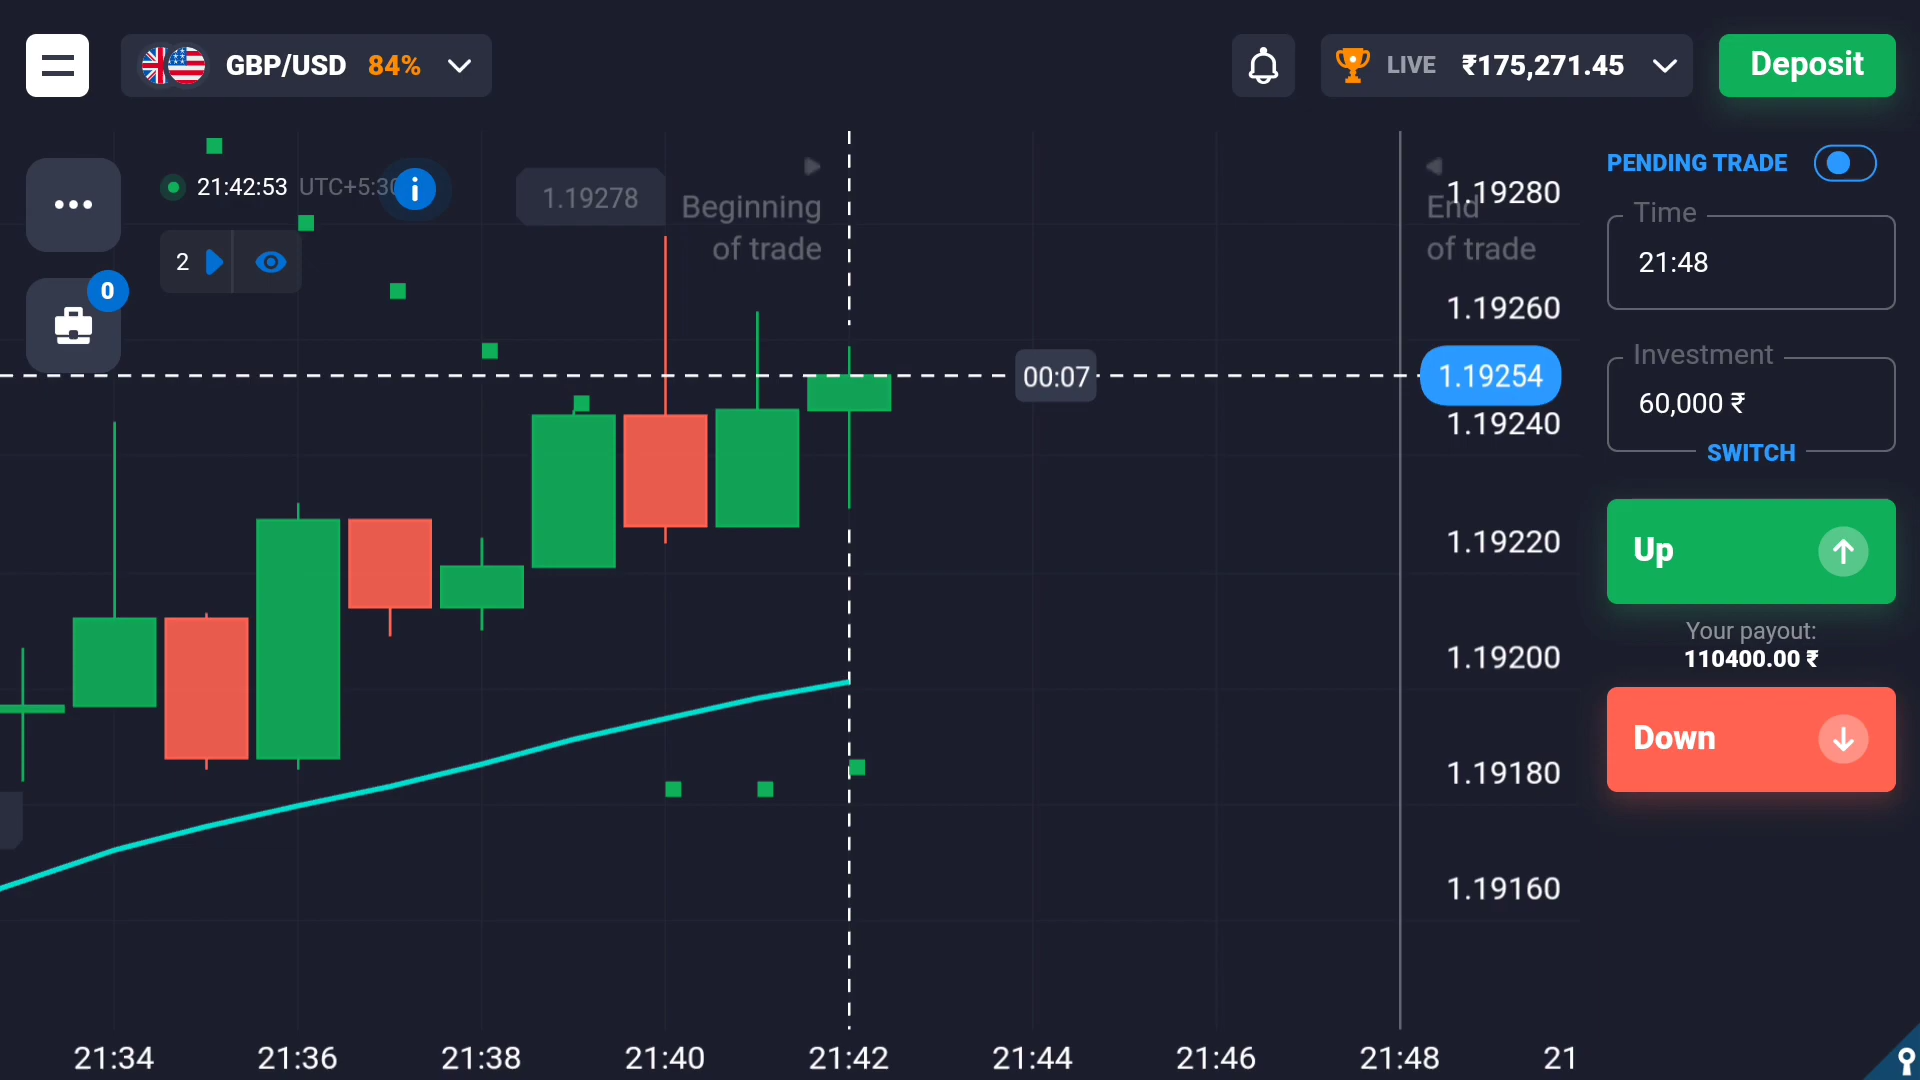 GBP/USD 84%
LIVE ₹175,271.45
Deposit
21:42:53 UTC+5:30
1.19278
Beginning
of trade
End
of trade
2
0
00:07
1.19280
1.19260
1.19254
1.19240
1.19220
1.19200
1.19180
1.19160
PENDING TRADE
Time
21:48
Investment
60,000 ₹
SWITCH
Up
Your payout:
110400.00 ₹
Down
21:34 21:36 21:38 21:40 21:42 21:44 21:46 21:48 21